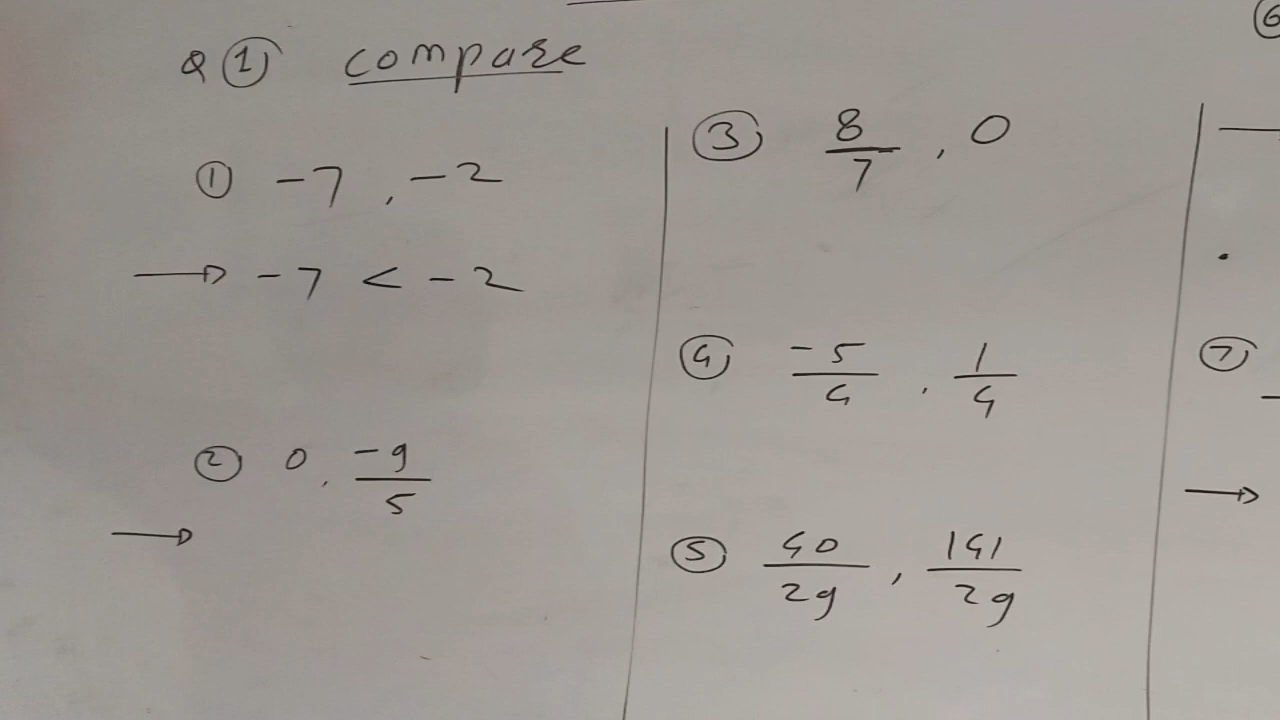 Q ① compare
① -7 , -2
→ -7 < -2
② 0 , -9/5
→
③ 8/7 , 0
④ -5/4 , 1/4
⑤ 40/29 , 141/29
⑥
⑦
→